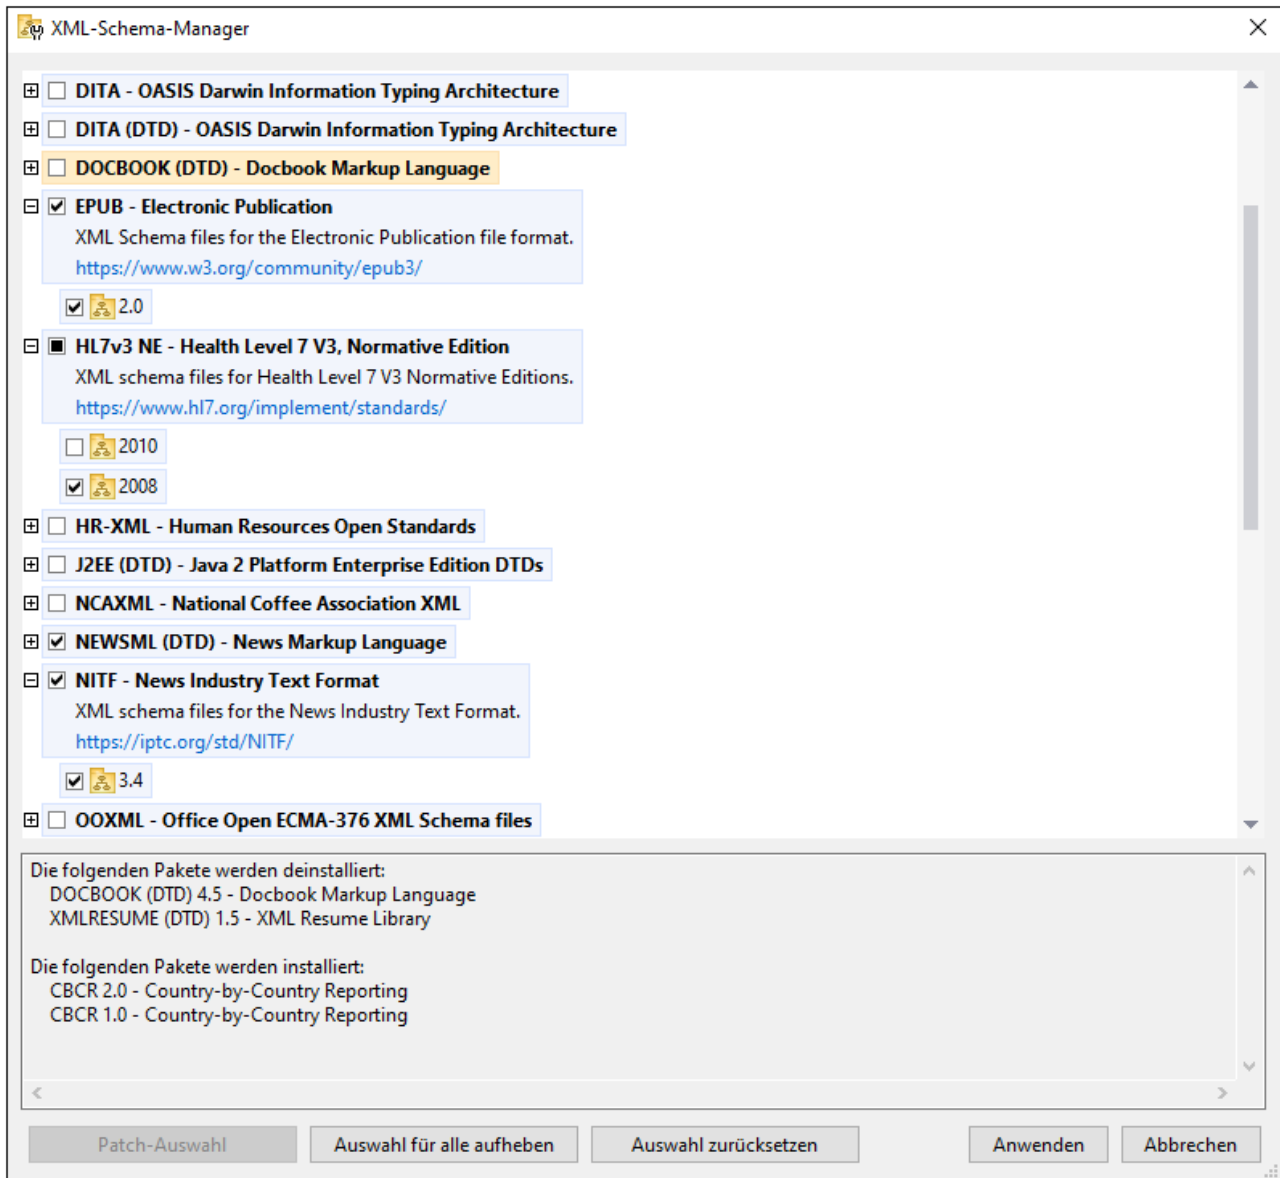 XML-Schema-Manager
DITA - OASIS Darwin Information Typing Architecture
DITA (DTD) - OASIS Darwin Information Typing Architecture
DOCBOOK (DTD) - Docbook Markup Language
EPUB - Electronic Publication
XML Schema files for the Electronic Publication file format.
https://www.w3.org/community/epub3/
2.0
HL7v3 NE - Health Level 7 V3, Normative Edition
XML schema files for Health Level 7 V3 Normative Editions.
https://www.hl7.org/implement/standards/
2010
2008
HR-XML - Human Resources Open Standards
J2EE (DTD) - Java 2 Platform Enterprise Edition DTDs
NCAXML - National Coffee Association XML
NEWSML (DTD) - News Markup Language
NITF - News Industry Text Format
XML schema files for the News Industry Text Format.
https://iptc.org/std/NITF/
3.4
OOXML - Office Open ECMA-376 XML Schema files
Die folgenden Pakete werden deinstalliert:
DOCBOOK (DTD) 4.5 - Docbook Markup Language
XMLRESUME (DTD) 1.5 - XML Resume Library
Die folgenden Pakete werden installiert:
CBCR 2.0 - Country-by-Country Reporting
CBCR 1.0 - Country-by-Country Reporting
Patch-Auswahl
Auswahl für alle aufheben
Auswahl zurücksetzen
Anwenden
Abbrechen